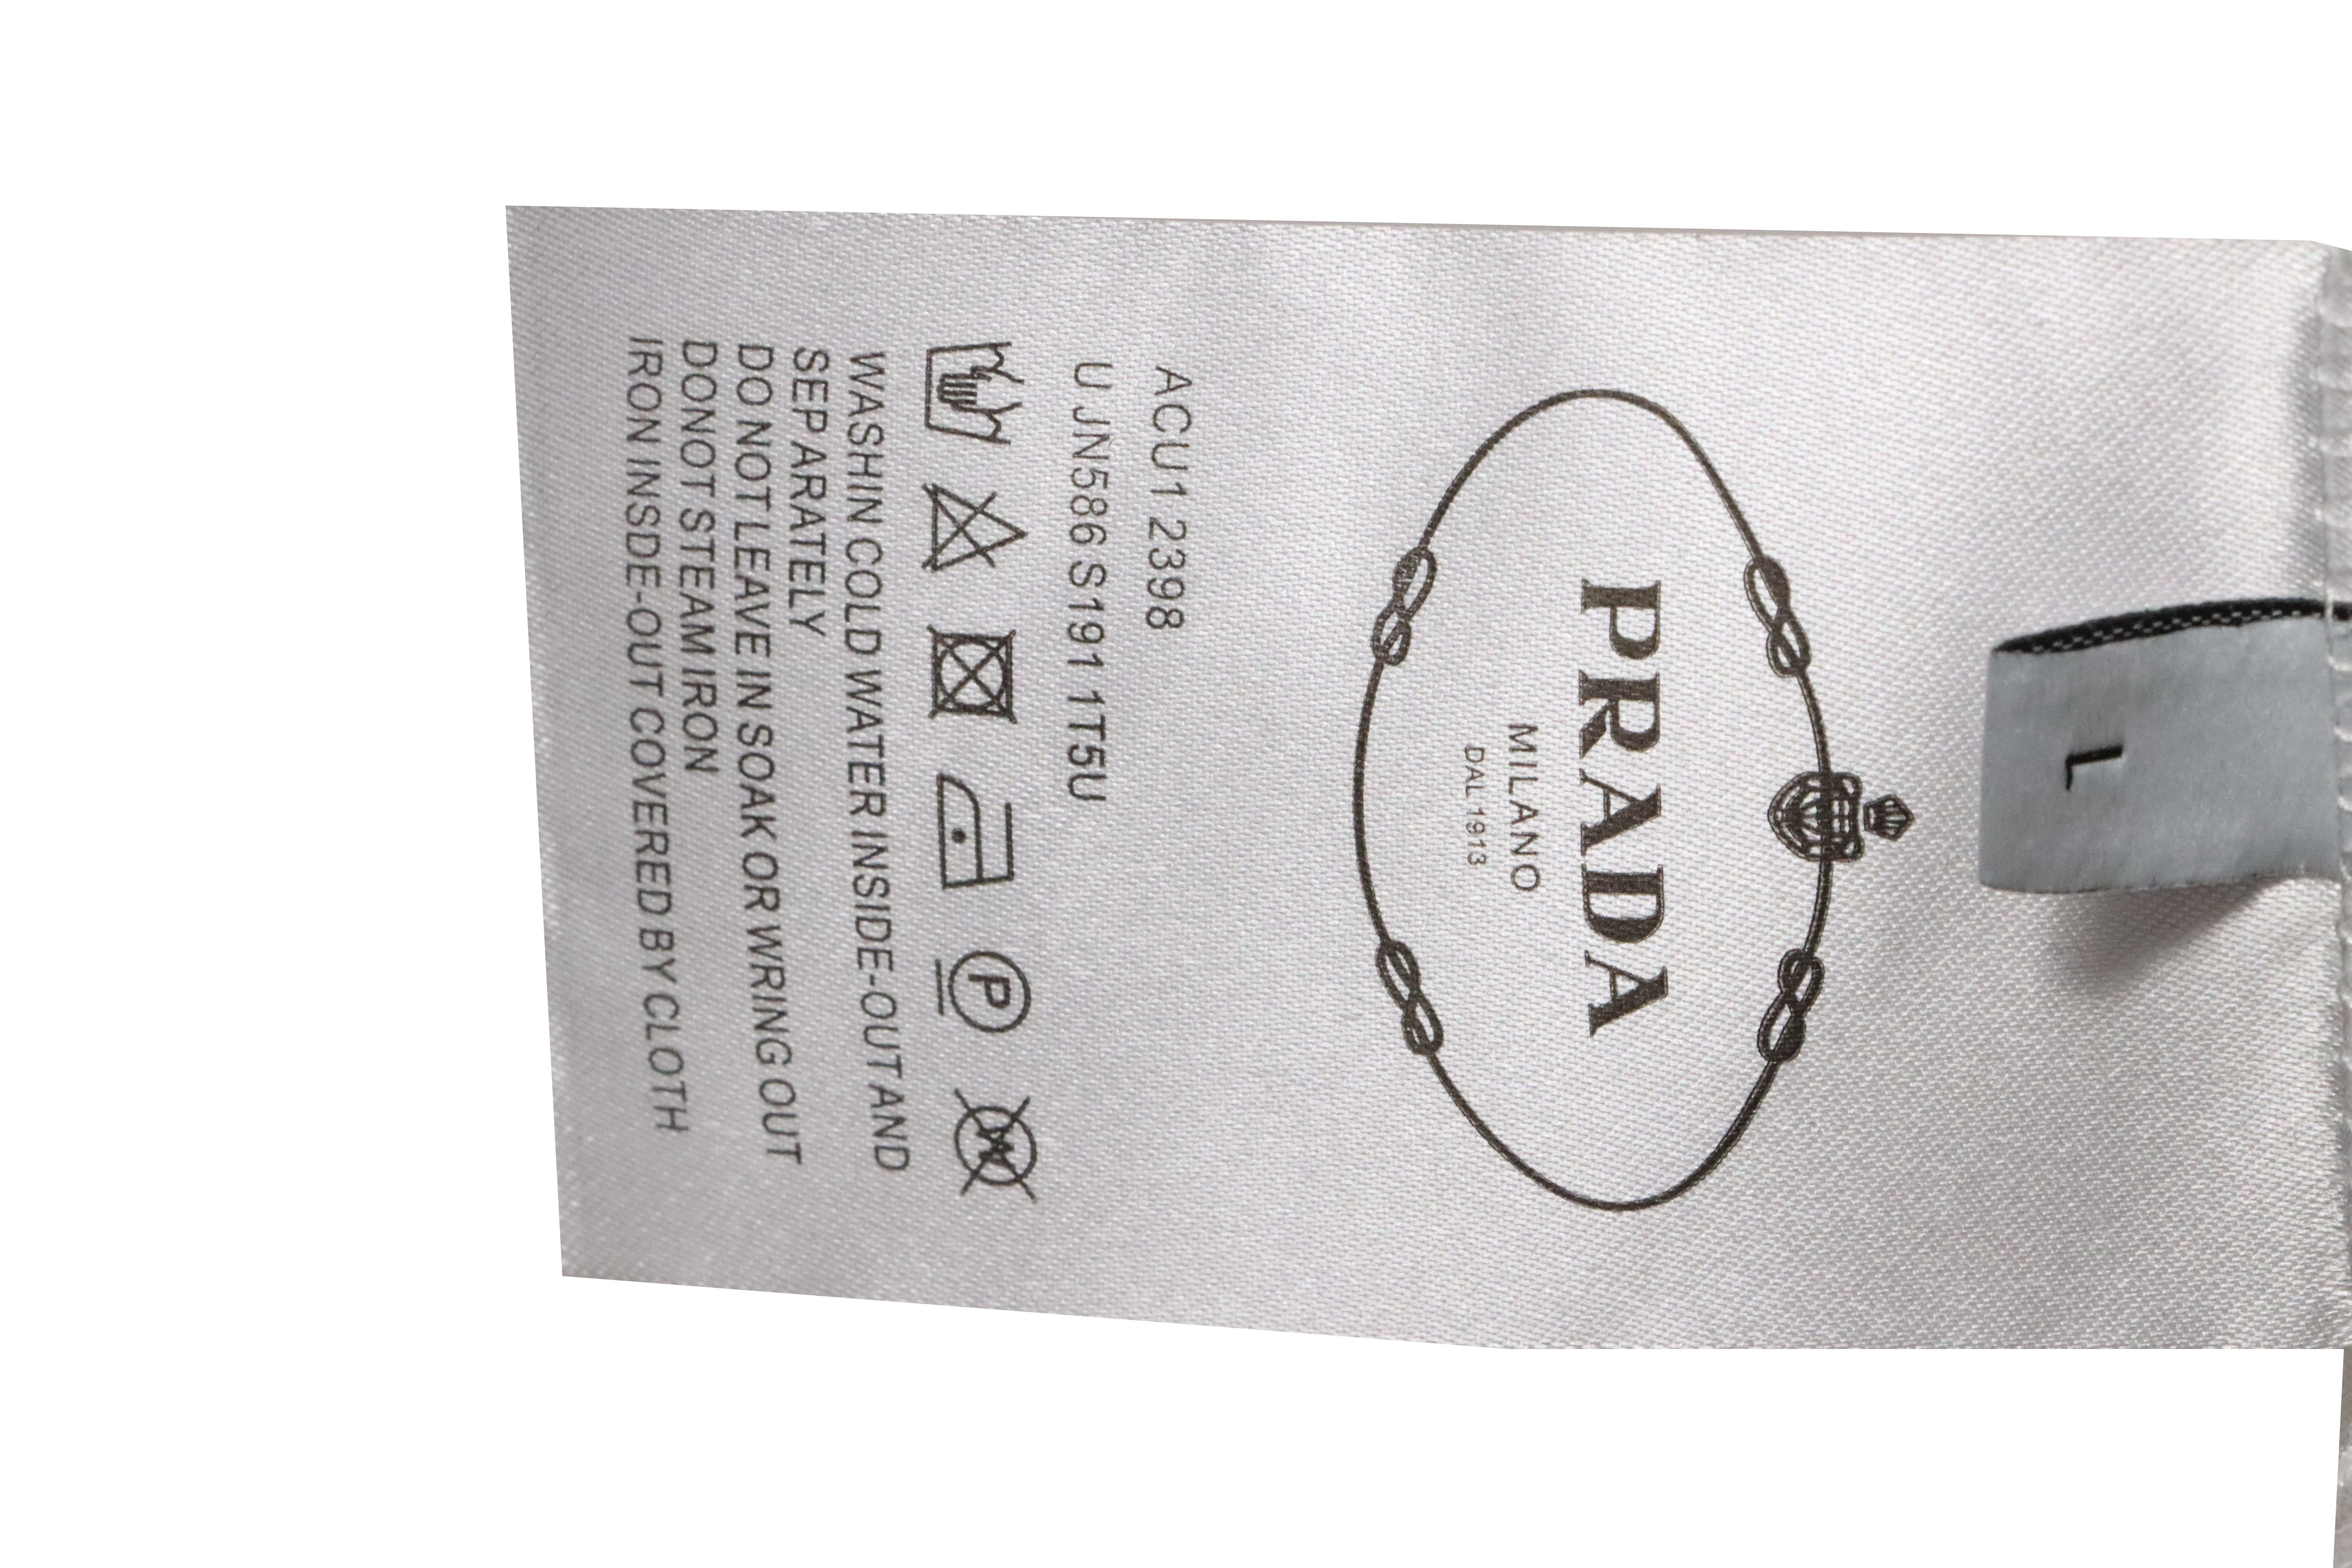 L
PRADA
MILANO
DAL 1913
ACU1 2398
U JN586 S191 1T5U
P
WASHIN COLD WATER INSIDE-OUT AND
SEP ARATELY
DO NOT LEAVE IN SOAK OR WRING OUT
DONOT STEAM IRON
IRON INSDE-OUT COVERED BY CLOTH